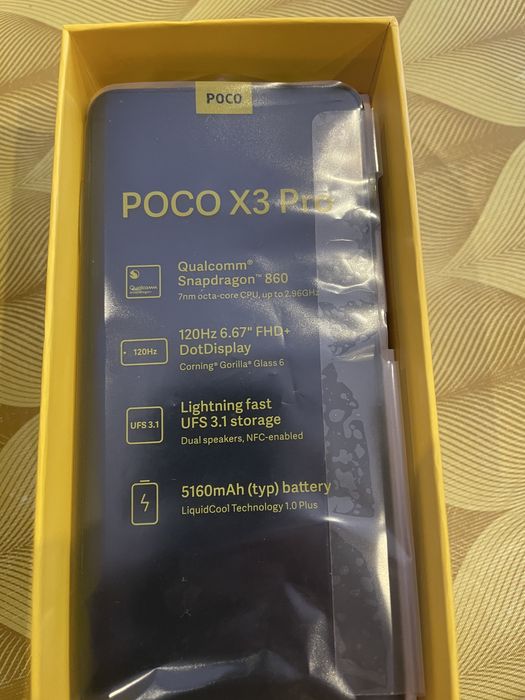 POCO
POCO X3 Pro
Qualcomm®
Snapdragon™ 860
7nm octa-core CPU, up to 2.96GHz
Qualcomm
snapdragon
120Hz
120Hz 6.67" FHD+
DotDisplay
Corning® Gorilla® Glass 6
UFS 3.1
Lightning fast
UFS 3.1 storage
Dual speakers, NFC-enabled
5160mAh (typ) battery
LiquidCool Technology 1.0 Plus